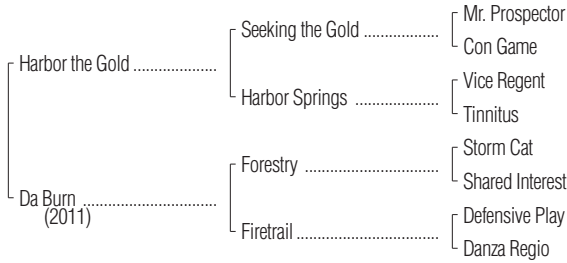 Mr. Prospector
Seeking the Gold ..................
Con Game
Harbor the Gold ....................
Vice Regent
Harbor Springs ....................
Tinnitus
Storm Cat
Forestry ................................
Shared Interest
Da Burn ................................
(2011)
Defensive Play
Firetrail ..................................
Danza Regio